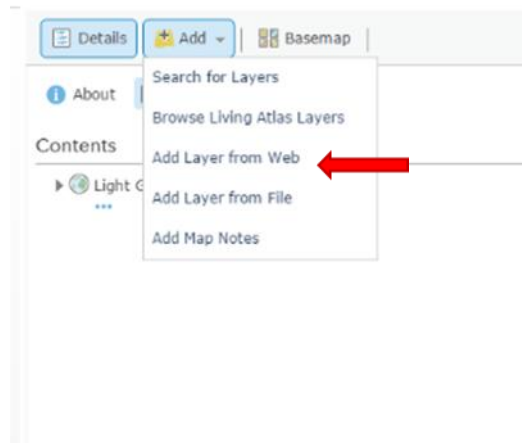 Details Add Basemap
About
Search for Layers
Browse Living Atlas Layers
Contents
Add Layer from Web
Light
Add Layer from File
Add Map Notes